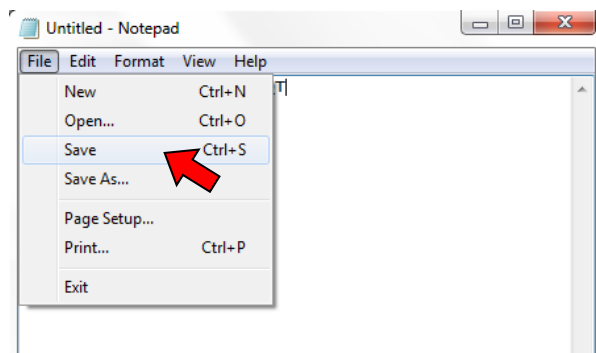 Untitled - Notepad
File Edit Format View Help
New Ctrl+N
Open... Ctrl+O
Save Ctrl+S
Save As...
Page Setup...
Print... Ctrl+P
Exit